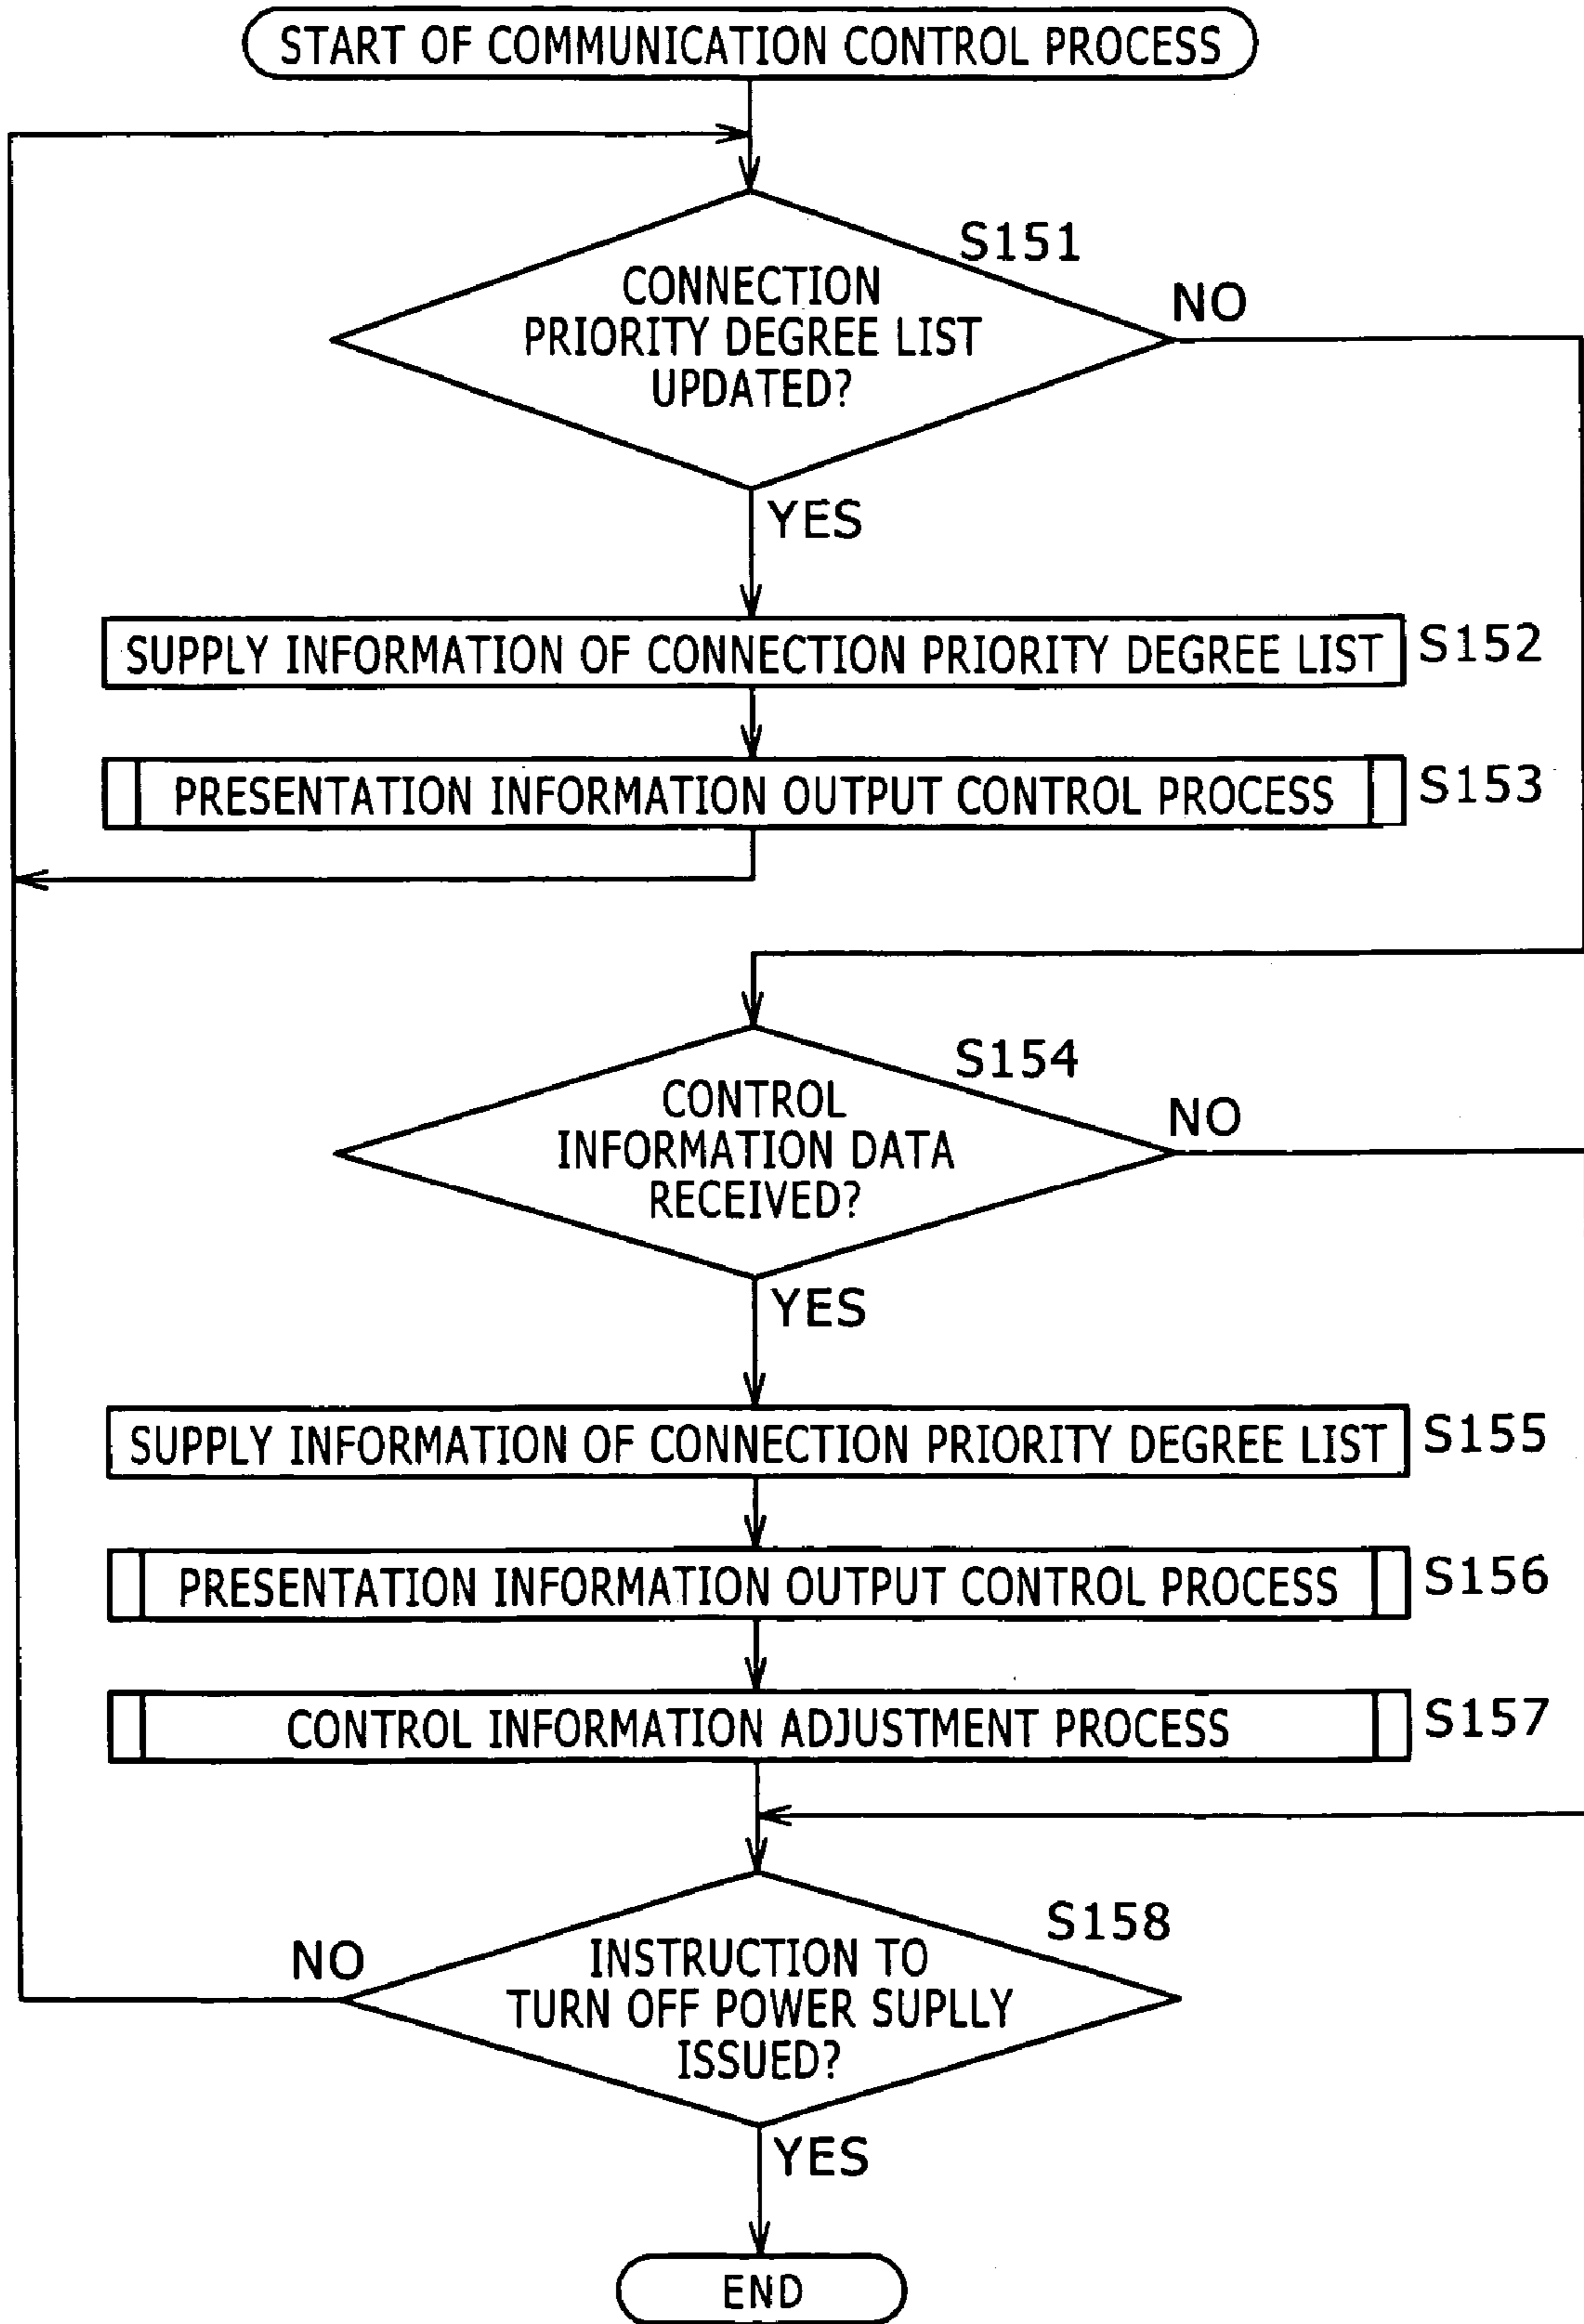 START OF COMMUNICATION CONTROL PROCESS
S151
CONNECTION
PRIORITY DEGREE LIST
UPDATED?
NO
YES
SUPPLY INFORMATION OF CONNECTION PRIORITY DEGREE LIST
S152
PRESENTATION INFORMATION OUTPUT CONTROL PROCESS
S153
S154
CONTROL
INFORMATION DATA
RECEIVED?
NO
YES
SUPPLY INFORMATION OF CONNECTION PRIORITY DEGREE LIST
S155
PRESENTATION INFORMATION OUTPUT CONTROL PROCESS
S156
CONTROL INFORMATION ADJUSTMENT PROCESS
S157
S158
NO
INSTRUCTION TO
TURN OFF POWER SUPLLY
ISSUED?
YES
END